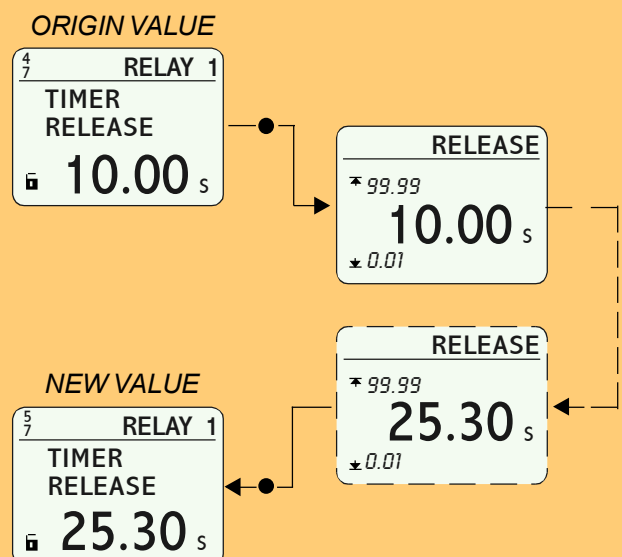 ORIGIN VALUE
4
7
RELAY 1
TIMER
RELEASE
10.00 s
RELEASE
99.99
10.00 s
0.01
RELEASE
99.99
25.30 s
0.01
NEW VALUE
5
7
RELAY 1
TIMER
RELEASE
25.30 s